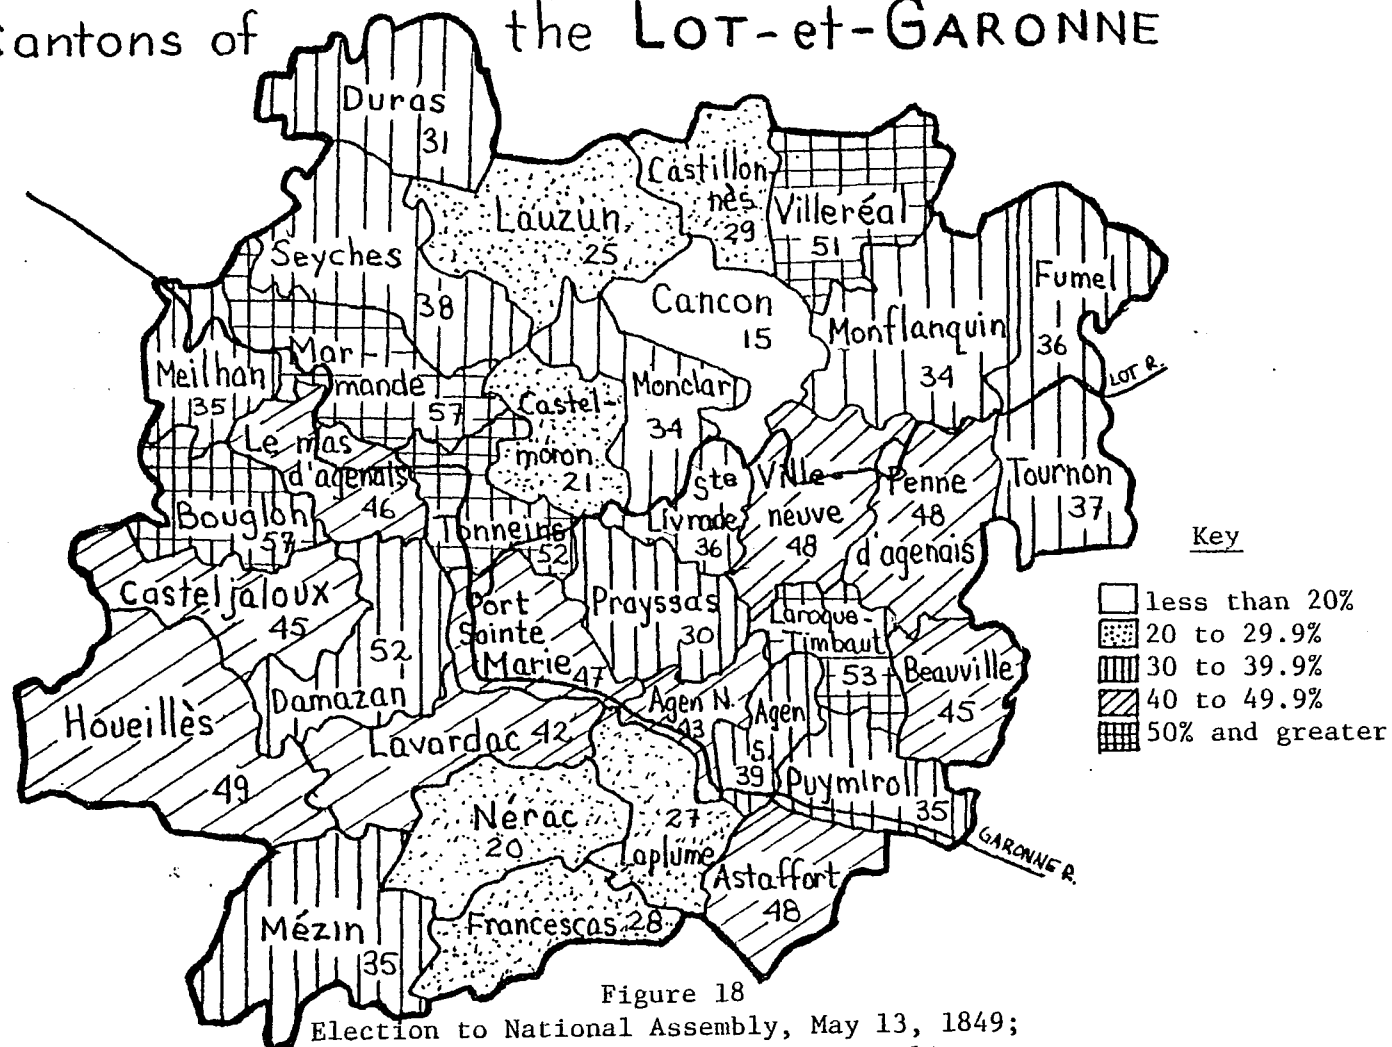 Cantons of the LOT-et-GARONNE
Duras
31
Castillon-
nès
29
Lauzun
25
Villeréal
51
Seyches
38
Fumel
36
Cancon
15
Monflanquin
34
Mar-
mande
57
Meilhan
35
LOT R.
Monclar
34
Castel-
moron
21
Le mas
d'agenais
46
Ste
Livrade
36
Ville-
neuve
48
Penne
48
d'agenais
Tournon
37
Bouglon
57
Tonneins
52
Key
less than 20%
20 to 29.9%
30 to 39.9%
40 to 49.9%
50% and greater
Casteljaloux
45
Port
Sainte
Marie
47
Prayssas
30
Laroque-
Timbaut
53
Beauville
45
52
Damazan
Houeillès
49
Lavardac 42
Agen N.
43
Agen
S.
39
Puymirol
35
Nérac
20
27
Laplume
Astaffort
48
GARONNE R.
Francescas 28
Mézin
35
Figure 18
Election to National Assembly, May 13, 1849;